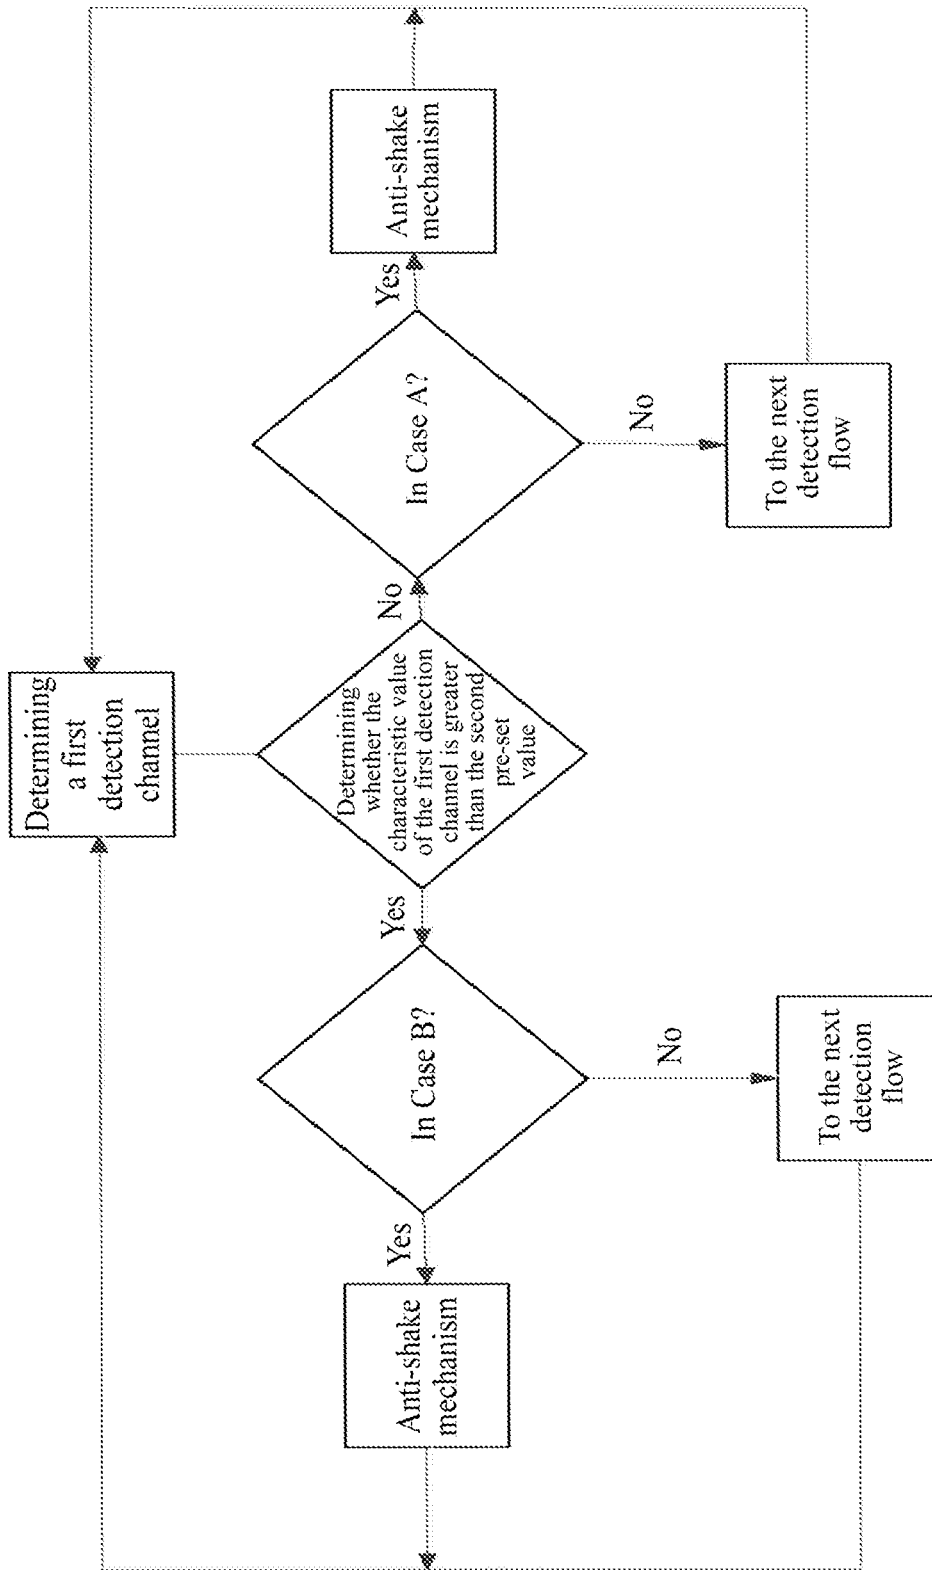 Determining
a first
detection
channel
Determining
whether the
characteristic value
of the first detection
channel is greater
than the second
pre-set
value
Yes
No
In Case B?
Yes
No
Anti-shake
mechanism
To the next
detection
flow
In Case A?
Yes
No
Anti-shake
mechanism
To the next
detection
flow